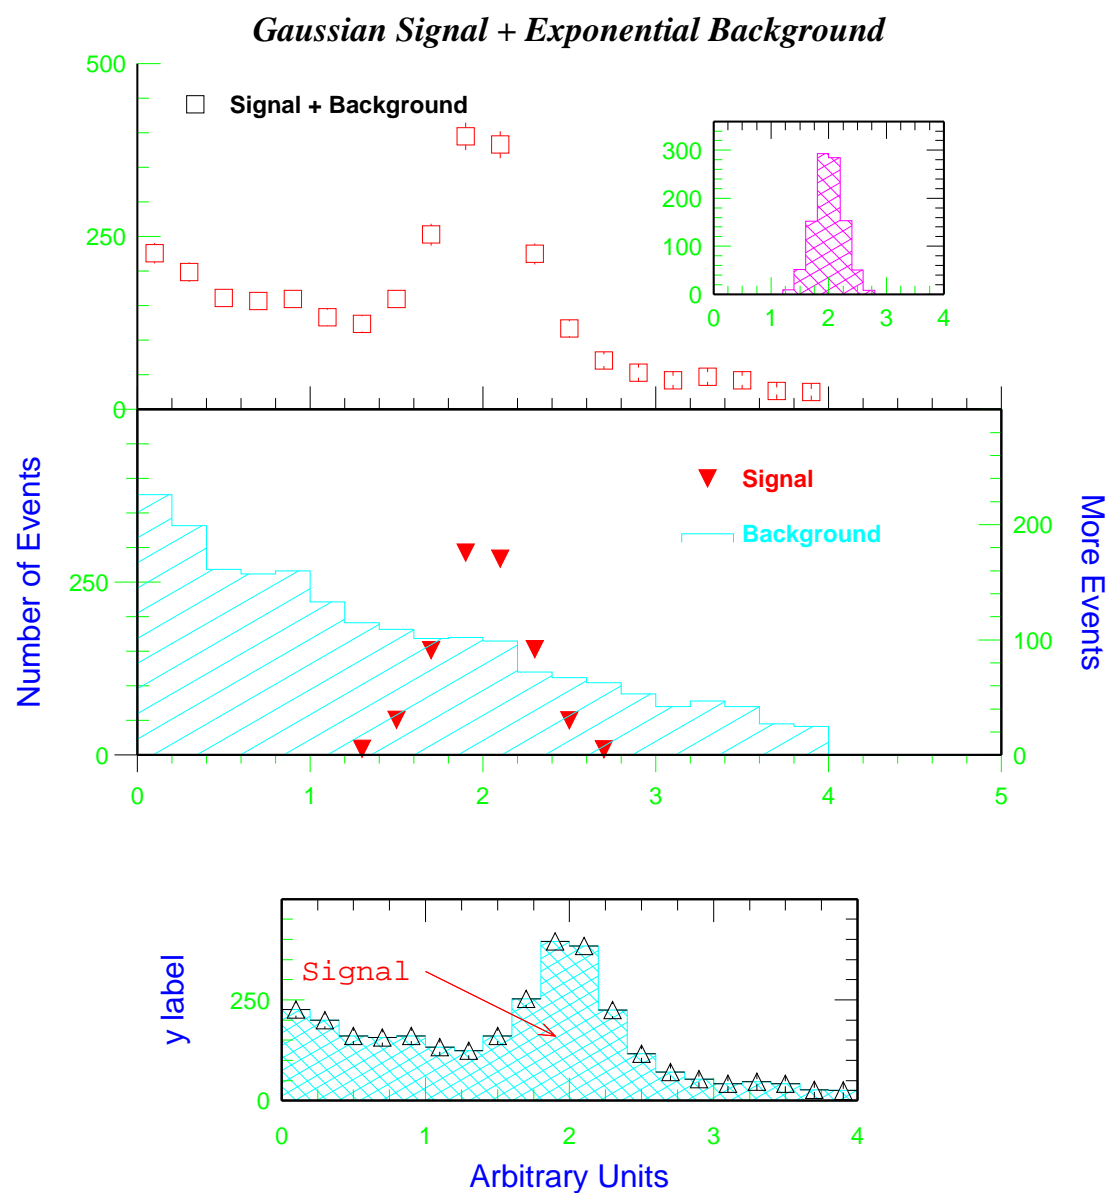 Gaussian Signal + Exponential Background
500
Signal + Background
300
200
100
0
0 1 2 3 4
250
0
Number of Events
Signal
Background
200
100
0
More Events
250
0
0 1 2 3 4 5
y label
Signal
250
0
0 1 2 3 4
Arbitrary Units